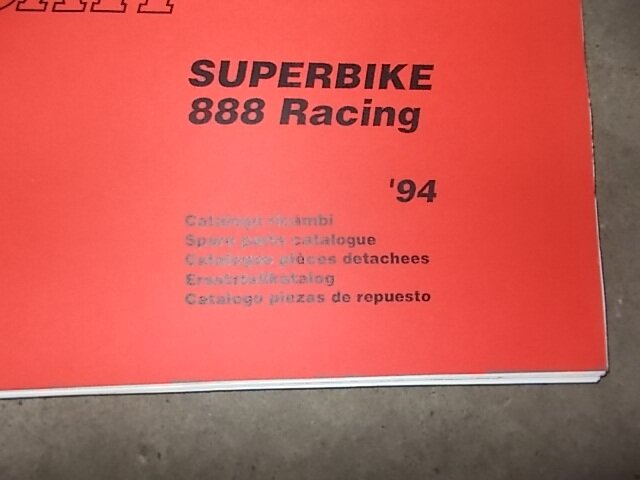 SUPERBIKE
888 Racing
'94
Catalogo ricambi
Spare parts catalogue
Catalogue pièces detachees
Ersatzteilkatalog
Catalogo piezas de repuesto